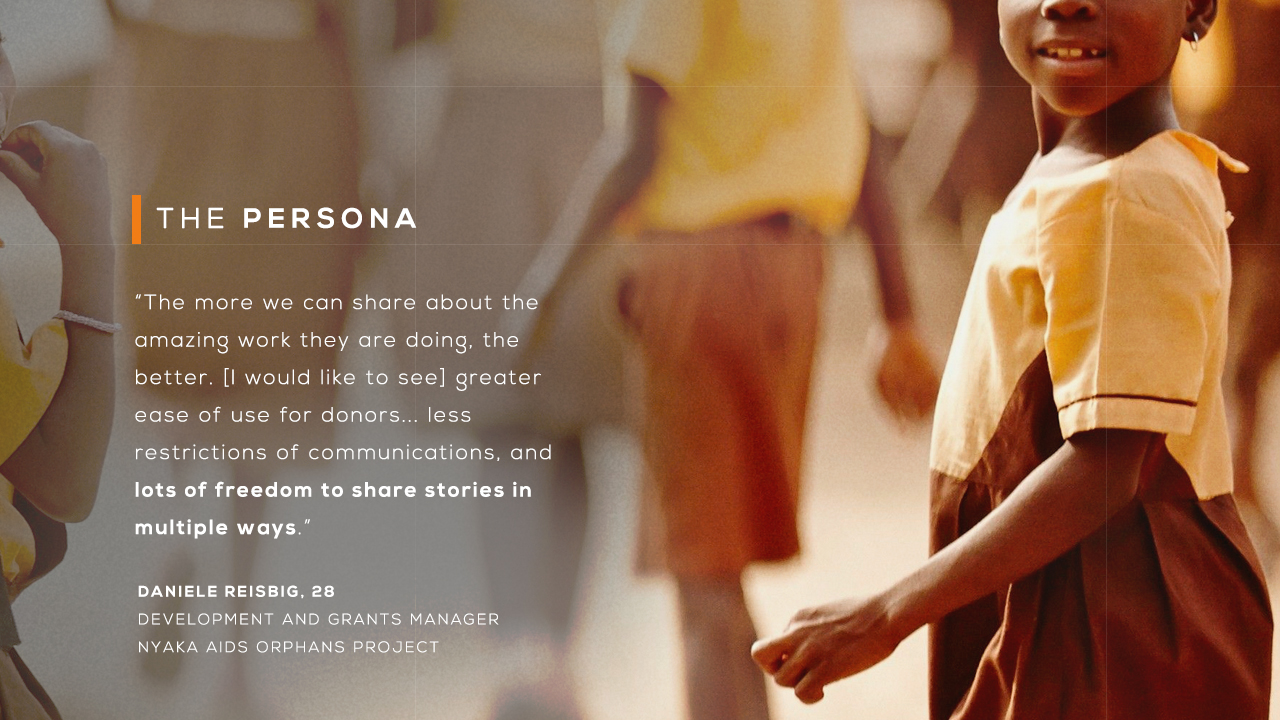 THE PERSONA
“The more we can share about the
amazing work they are doing, the
better. [I would like to see] greater
ease of use for donors... less
restrictions of communications, and
lots of freedom to share stories in
multiple ways.”
DANIELE REISBIG, 28
DEVELOPMENT AND GRANTS MANAGER
NYAKA AIDS ORPHANS PROJECT